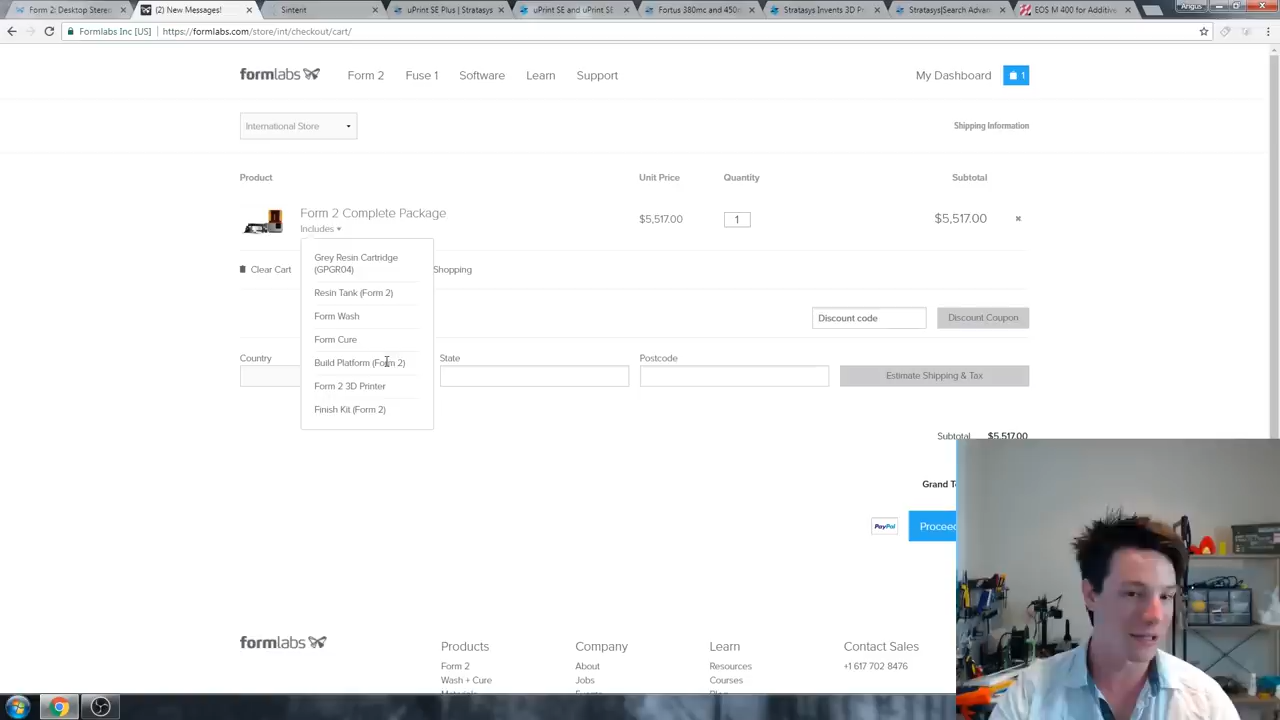 Form 2: Desktop Stereo
(2) New Messages!
Sinterit
uPrint SE Plus | Stratasys
uPrint SE and uPrint SE
Fortus 380mc and 450m
Stratasys Invents 3D Pr
Stratasys|Search Advan
EOS M 400 for Additive
Angus
Formlabs Inc [US]
https://formlabs.com/store/int/checkout/cart/
formlabs
Form 2
Fuse 1
Software
Learn
Support
My Dashboard
1
International Store
Shipping Information
Product
Unit Price
Quantity
Subtotal
Form 2 Complete Package
Includes
$5,517.00
1
$5,517.00
Grey Resin Cartridge
(GPGR04)
Clear Cart
Shopping
Resin Tank (Form 2)
Form Wash
Discount code
Discount Coupon
Form Cure
Country
State
Postcode
Build Platform (Form 2)
Estimate Shipping & Tax
Form 2 3D Printer
Finish Kit (Form 2)
Subtotal $5,517.00
Grand T
PayPal
Proceed
formlabs
Products
Company
Learn
Contact Sales
Form 2
About
Resources
+1 617 702 8476
Wash + Cure
Jobs
Courses